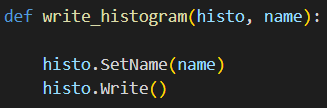 def write_histogram(histo, name):
    histo.SetName(name)
    histo.Write()